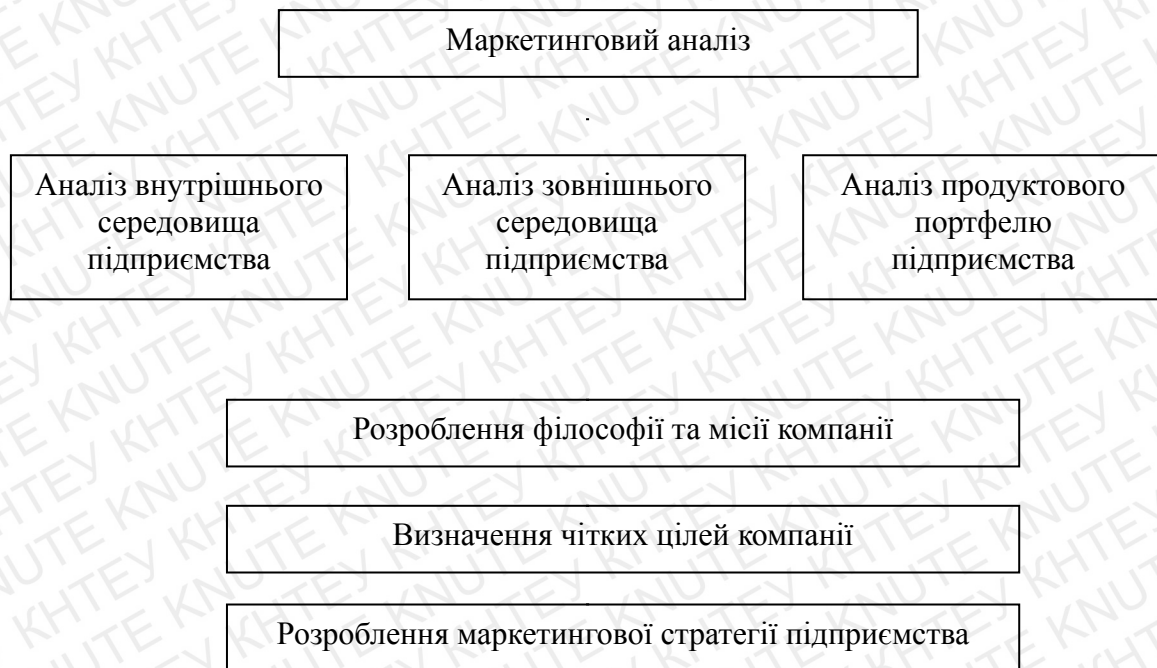 Маркетинговий аналіз
Аналіз внутрішнього
середовища
підприємства
Аналіз зовнішнього
середовища
підприємства
Аналіз продуктового
портфелю
підприємства
Розроблення філософії та місії компанії
Визначення чітких цілей компанії
Розроблення маркетингової стратегії підприємства